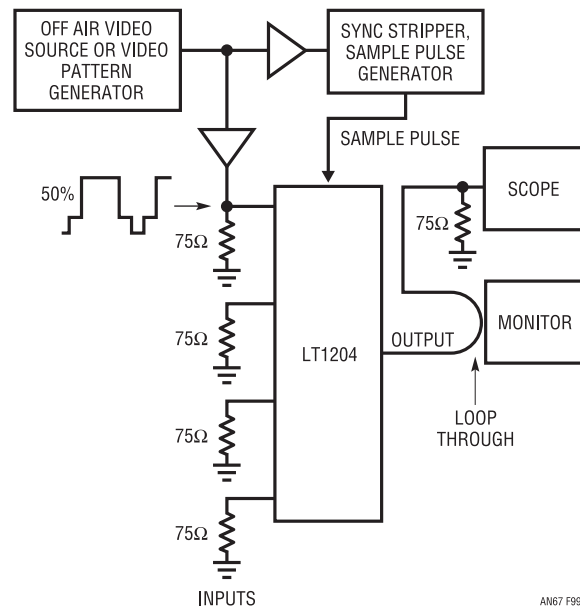 OFF AIR VIDEO
SOURCE OR VIDEO
PATTERN
GENERATOR
SYNC STRIPPER,
SAMPLE PULSE
GENERATOR
SAMPLE PULSE
50%
75Ω
75Ω
75Ω
75Ω
INPUTS
LT1204
OUTPUT
75Ω
SCOPE
MONITOR
LOOP
THROUGH
AN67 F99